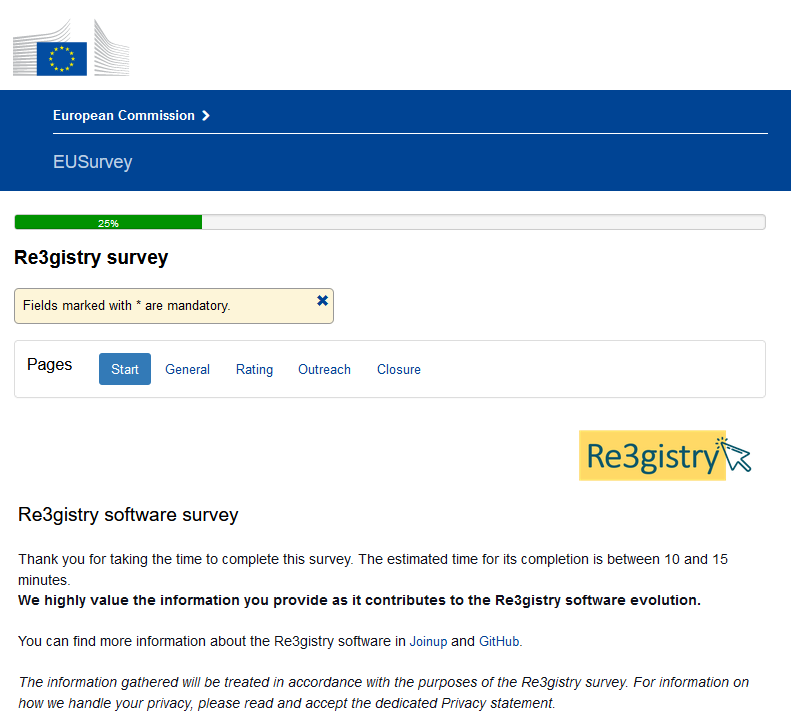 European Commission
EUSurvey
25%
Re3gistry survey
Fields marked with * are mandatory.
Pages Start General Rating Outreach Closure
Re3gistry
Re3gistry software survey
Thank you for taking the time to complete this survey. The estimated time for its completion is between 10 and 15
minutes.
We highly value the information you provide as it contributes to the Re3gistry software evolution.
You can find more information about the Re3gistry software in Joinup and GitHub.
The information gathered will be treated in accordance with the purposes of the Re3gistry survey. For information on
how we handle your privacy, please read and accept the dedicated Privacy statement.